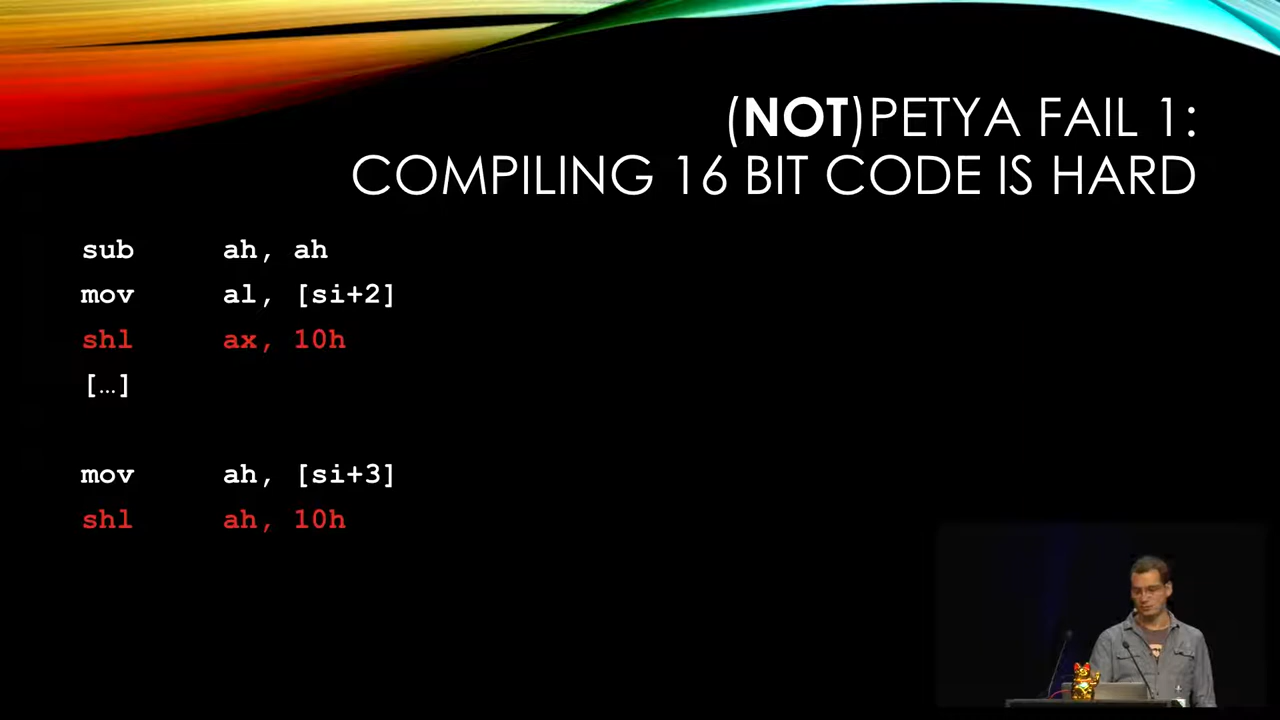 (NOT)PETYA FAIL 1:
COMPILING 16 BIT CODE IS HARD
sub ah, ah
mov al, [si+2]
shl ax, 10h
[…]
mov ah, [si+3]
shl ah, 10h